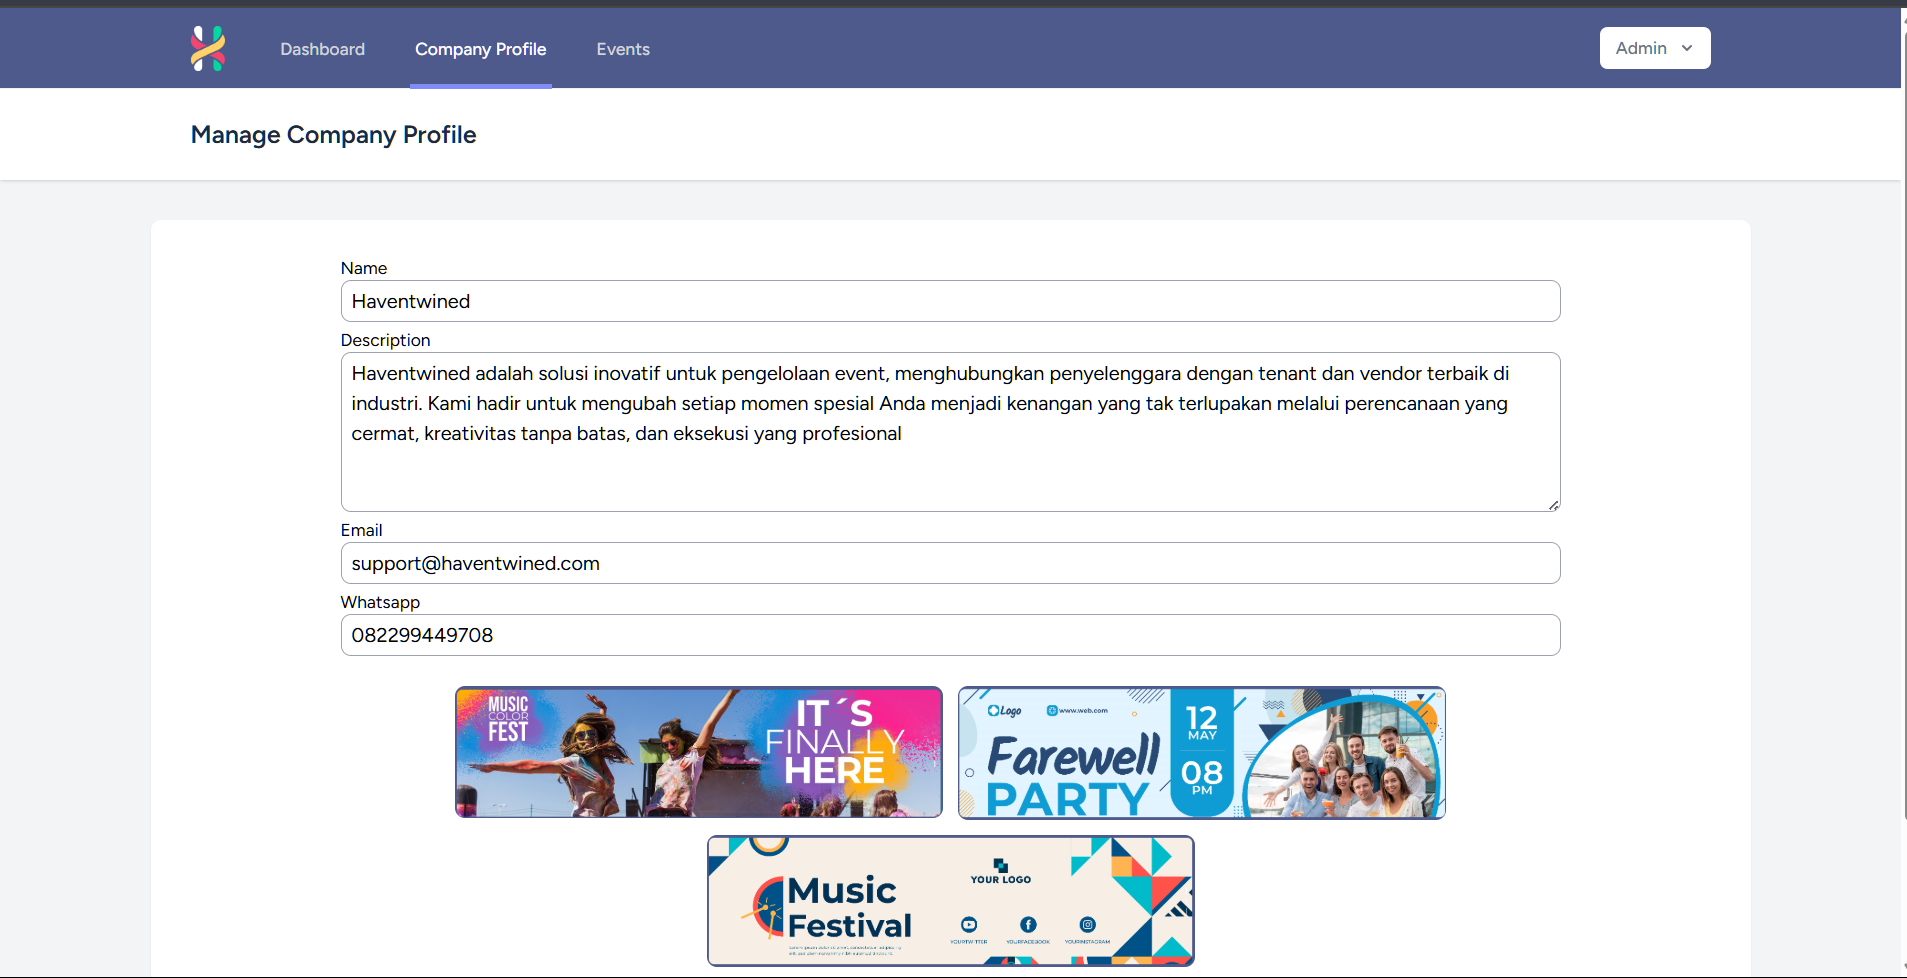 Dashboard
Company Profile
Events
Admin
Manage Company Profile
Name
Haventwined
Description
Haventwined adalah solusi inovatif untuk pengelolaan event, menghubungkan penyelenggara dengan tenant dan vendor terbaik di
industri. Kami hadir untuk mengubah setiap momen spesial Anda menjadi kenangan yang tak terlupakan melalui perencanaan yang
cermat, kreativitas tanpa batas, dan eksekusi yang profesional
Email
support@haventwined.com
Whatsapp
082299449708
MUSIC
COLOR
FEST
IT´S
FINALLY
HERE
Logo
www.web.com
Farewell
PARTY
12
MAY
08
PM
Music
Festival
YOUR LOGO
YOURTWITTER
YOURFACEBOOK
YOURINSTAGRAM